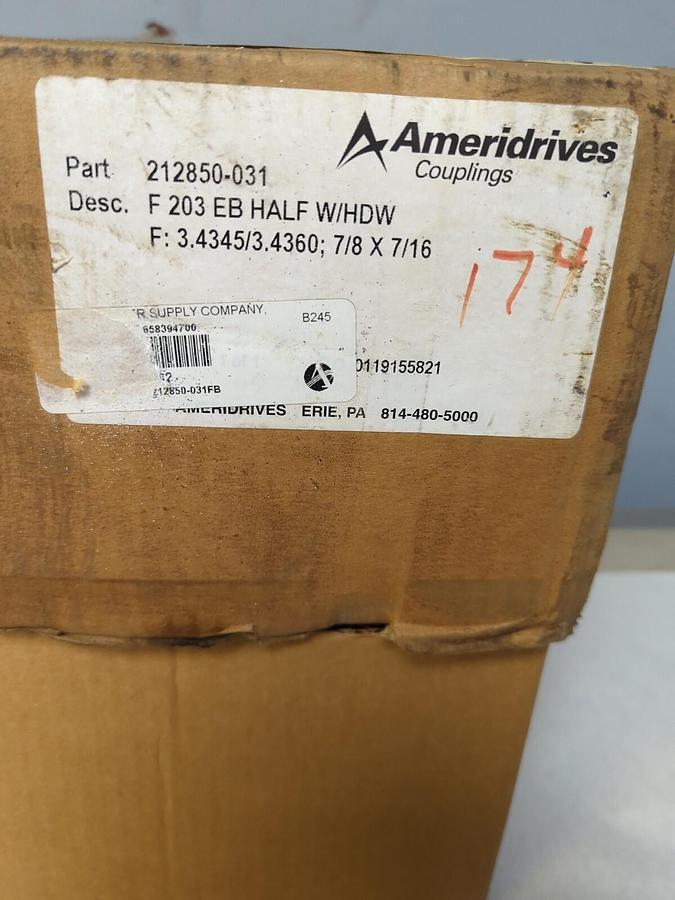 Ameridrives
Couplings
Part 212850-031
Desc. F 203 EB HALF W/HDW
F: 3.4345/3.4360; 7/8 X 7/16
174
SUPPLY COMPANY
B245
658394700
0119155821
212850-031FB
AMERIDRIVES ERIE, PA 814-480-5000